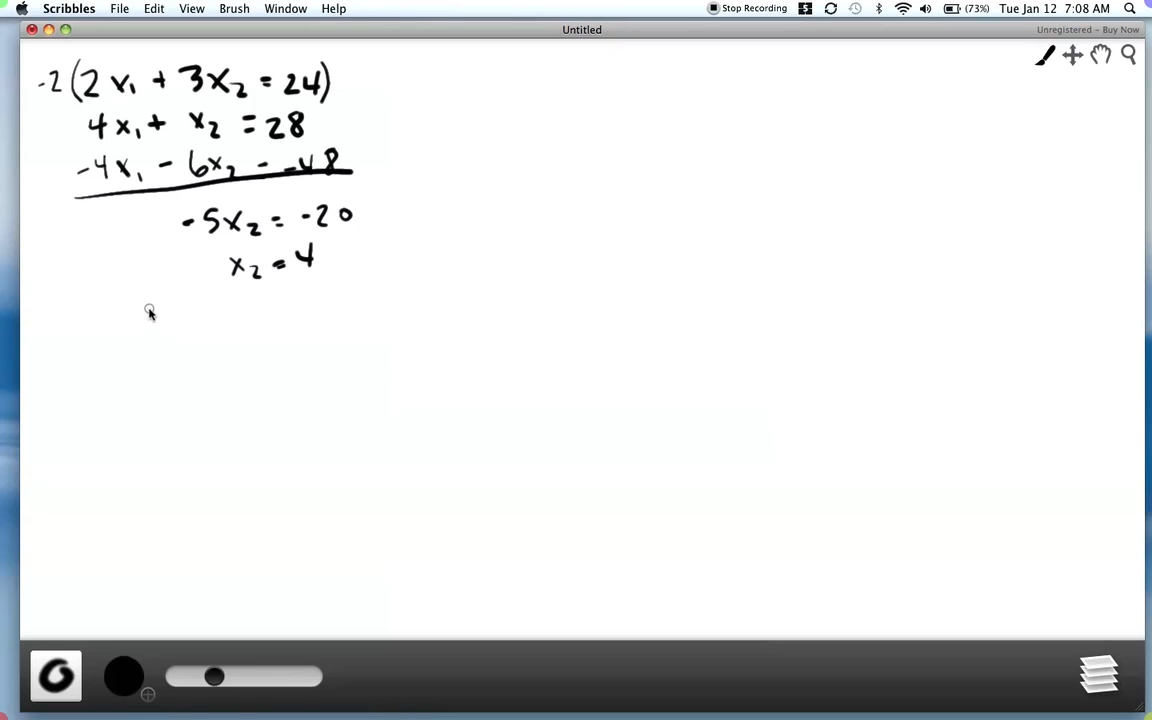 Scribbles File Edit View Brush Window Help Stop Recording 5 (73%) Tue Jan 12 7:08 AM
Untitled
Unregistered – Buy Now
-2(2x₁ + 3x₂ = 24)
4x₁ + x₂ = 28
-4x₁ - 6x₂ - -48
-5x₂ = -20
x₂ = 4